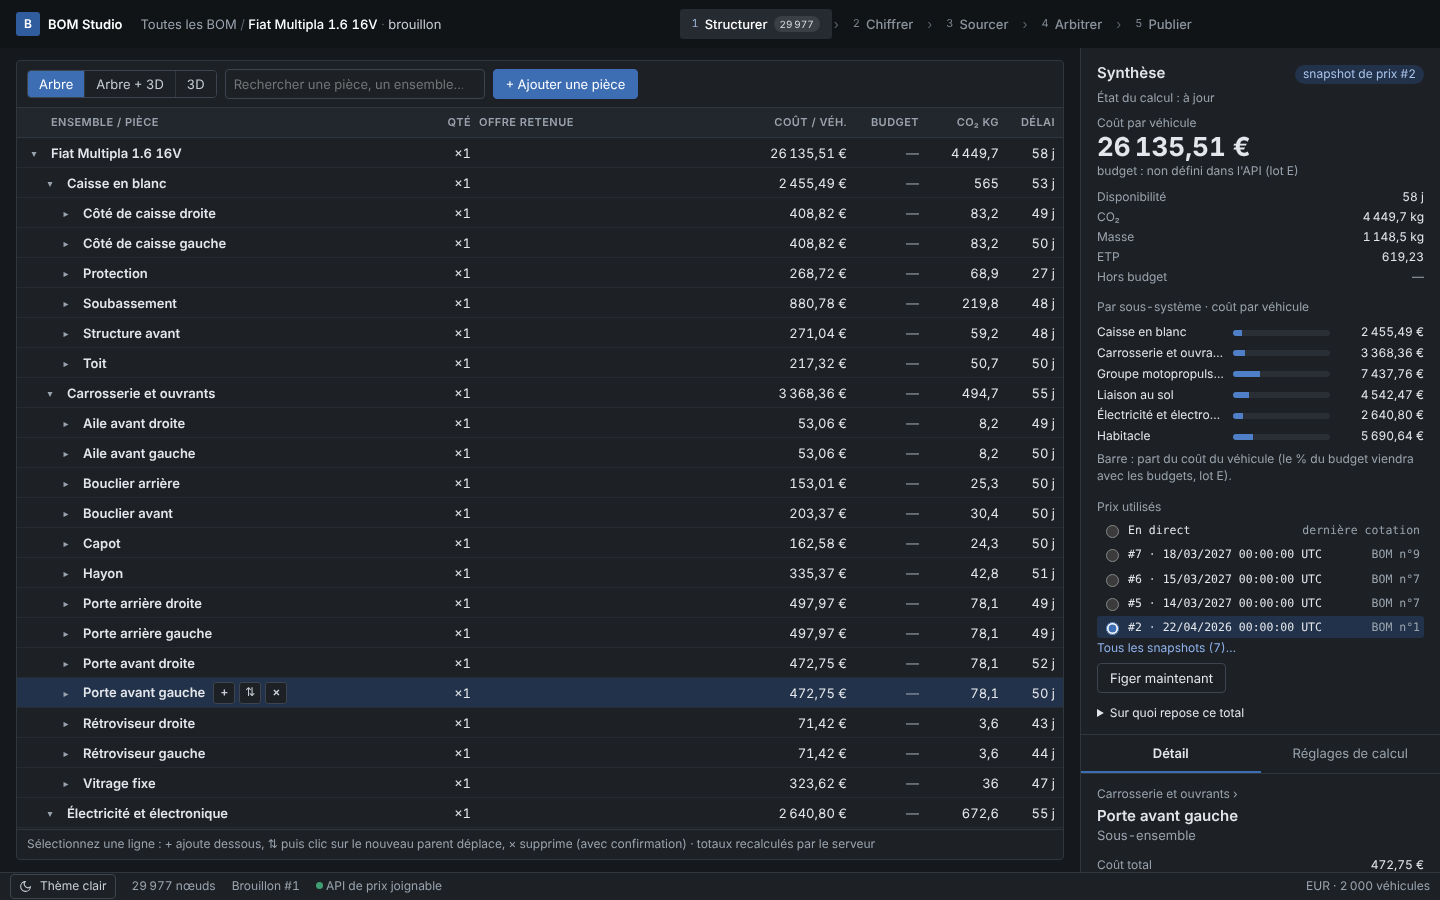 B BOM Studio Toutes les BOM / Fiat Multipla 1.6 16V · brouillon
1 Structurer 29 977 › 2 Chiffrer › 3 Sourcer › 4 Arbitrer › 5 Publier
Arbre Arbre + 3D 3D Rechercher une pièce, un ensemble... + Ajouter une pièce
ENSEMBLE / PIÈCE QTÉ OFFRE RETENUE COÛT / VÉH. BUDGET CO₂ KG DÉLAI
▾ Fiat Multipla 1.6 16V ×1 26 135,51 € — 4 449,7 58 j
▾ Caisse en blanc ×1 2 455,49 € — 565 53 j
▸ Côté de caisse droite ×1 408,82 € — 83,2 49 j
▸ Côté de caisse gauche ×1 408,82 € — 83,2 50 j
▸ Protection ×1 268,72 € — 68,9 27 j
▸ Soubassement ×1 880,78 € — 219,8 48 j
▸ Structure avant ×1 271,04 € — 59,2 48 j
▸ Toit ×1 217,32 € — 50,7 50 j
▾ Carrosserie et ouvrants ×1 3 368,36 € — 494,7 55 j
▸ Aile avant droite ×1 53,06 € — 8,2 49 j
▸ Aile avant gauche ×1 53,06 € — 8,2 50 j
▸ Bouclier arrière ×1 153,01 € — 25,3 50 j
▸ Bouclier avant ×1 203,37 € — 30,4 50 j
▸ Capot ×1 162,58 € — 24,3 50 j
▸ Hayon ×1 335,37 € — 42,8 51 j
▸ Porte arrière droite ×1 497,97 € — 78,1 49 j
▸ Porte arrière gauche ×1 497,97 € — 78,1 49 j
▸ Porte avant droite ×1 472,75 € — 78,1 52 j
▸ Porte avant gauche + ⇅ × ×1 472,75 € — 78,1 50 j
▸ Rétroviseur droite ×1 71,42 € — 3,6 43 j
▸ Rétroviseur gauche ×1 71,42 € — 3,6 44 j
▸ Vitrage fixe ×1 323,62 € — 36 47 j
▾ Électricité et électronique ×1 2 640,80 € — 672,6 55 j
Sélectionnez une ligne : + ajoute dessous, ⇅ puis clic sur le nouveau parent déplace, × supprime (avec confirmation) · totaux recalculés par le serveur
Synthèse snapshot de prix #2
État du calcul : à jour
Coût par véhicule
26 135,51 €
budget : non défini dans l'API (lot E)
Disponibilité 58 j
CO₂ 4 449,7 kg
Masse 1 148,5 kg
ETP 619,23
Hors budget —
Par sous-système · coût par véhicule
Caisse en blanc 2 455,49 €
Carrosserie et ouvra... 3 368,36 €
Groupe motopropuls... 7 437,76 €
Liaison au sol 4 542,47 €
Électricité et électro... 2 640,80 €
Habitacle 5 690,64 €
Barre : part du coût du véhicule (le % du budget viendra
avec les budgets, lot E).
Prix utilisés
En direct dernière cotation
#7 · 18/03/2027 00:00:00 UTC BOM n°9
#6 · 15/03/2027 00:00:00 UTC BOM n°7
#5 · 14/03/2027 00:00:00 UTC BOM n°7
#2 · 22/04/2026 00:00:00 UTC BOM n°1
Tous les snapshots (7)...
Figer maintenant
▶ Sur quoi repose ce total
Détail Réglages de calcul
Carrosserie et ouvrants ›
Porte avant gauche
Sous-ensemble
Coût total 472,75 €
Thème clair 29 977 nœuds Brouillon #1 API de prix joignable EUR · 2 000 véhicules